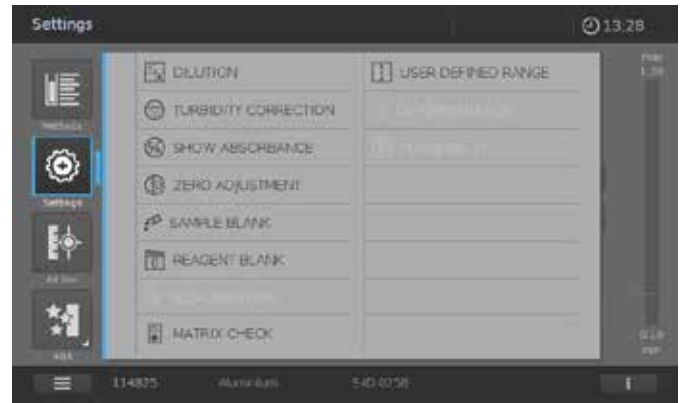 Settings
13.28
Methods
Settings
DILUTION
TURBIDITY CORRECTION
SHOW ABSORBANCE
ZERO ADJUSTMENT
SAMPLE BLANK
REAGENT BLANK
MATRIX CHECK
USER DEFINED RANGE
114825
Aluminium